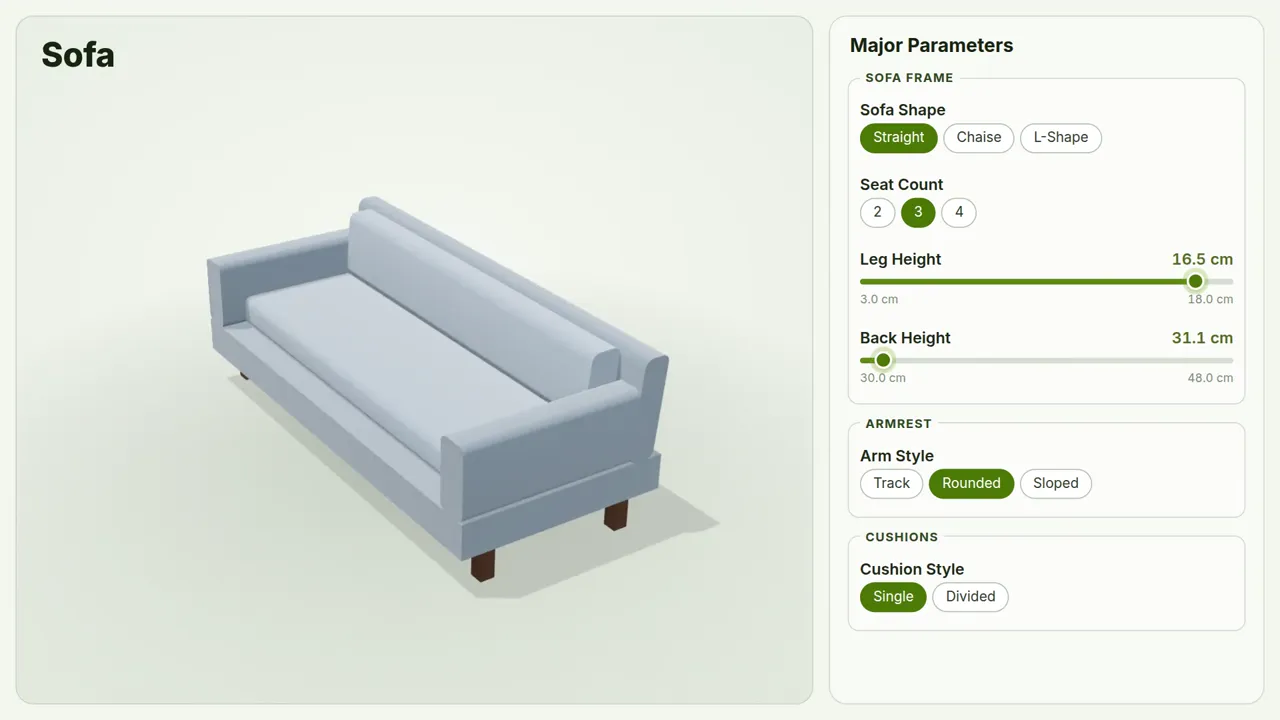 Sofa
Major Parameters
SOFA FRAME
Sofa Shape
Straight Chaise L-Shape
Seat Count
2 3 4
Leg Height 16.5 cm
3.0 cm 18.0 cm
Back Height 31.1 cm
30.0 cm 48.0 cm
ARMREST
Arm Style
Track Rounded Sloped
CUSHIONS
Cushion Style
Single Divided